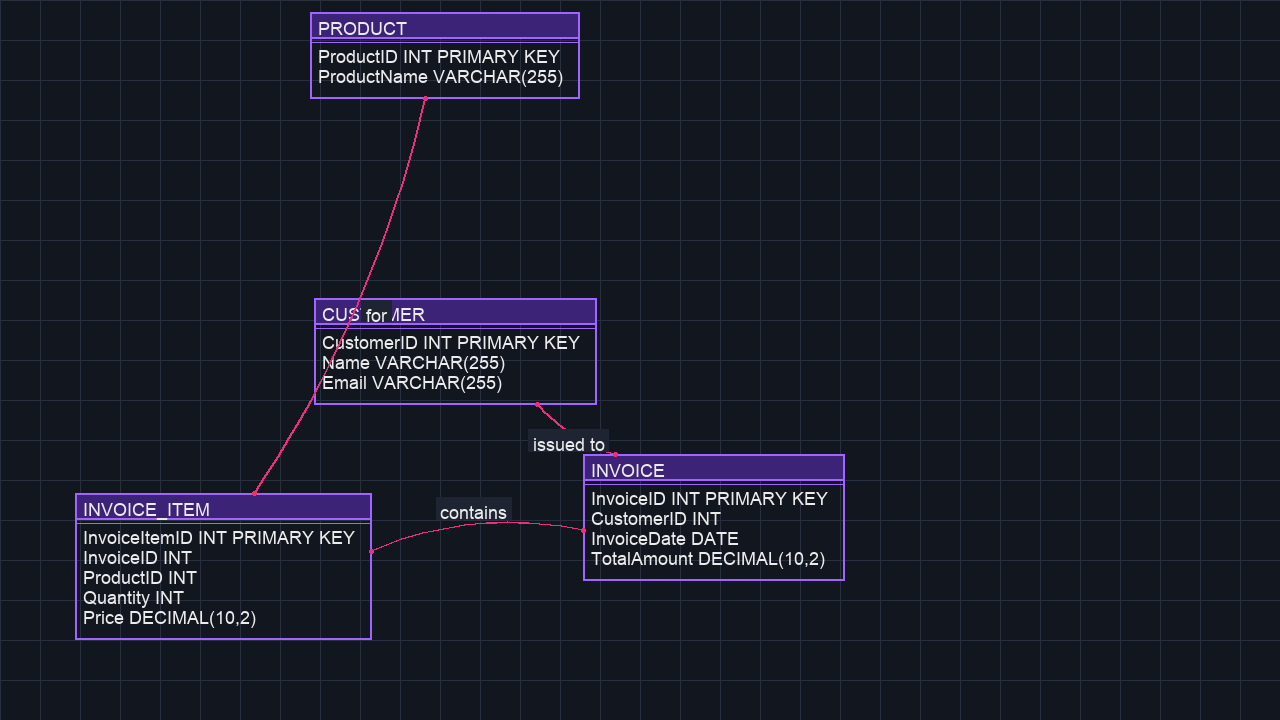 PRODUCT
ProductID INT PRIMARY KEY
ProductName VARCHAR(255)
for
CustomerID INT PRIMARY KEY
Name VARCHAR(255)
Email VARCHAR(255)
issued to
INVOICE
InvoiceID INT PRIMARY KEY
CustomerID INT
InvoiceDate DATE
TotalAmount DECIMAL(10,2)
contains
INVOICE_ITEM
InvoiceItemID INT PRIMARY KEY
InvoiceID INT
ProductID INT
Quantity INT
Price DECIMAL(10,2)